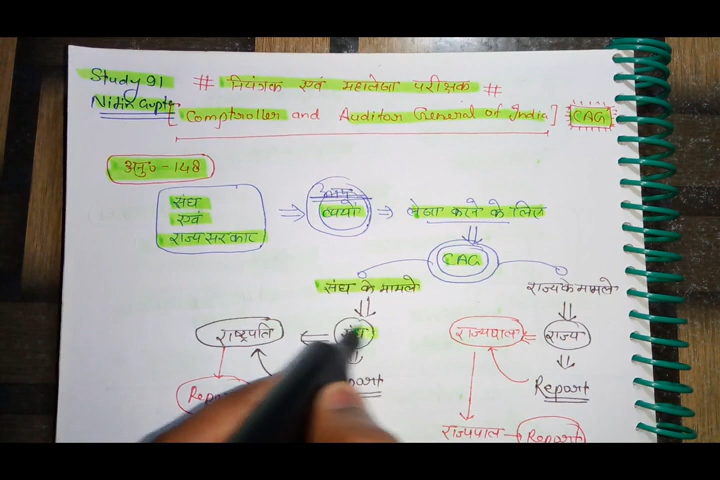 Study 91 # नियंत्रक एवं महालेखा परीक्षक #
Nitin Gupta [Comptroller and Auditor General of India] CAG
अनु० = 148
संघ
एवं
राज्य सरकार
रुपयों
लेखा करने के लिए
CAG
संघ के मामले
राज्य के मामले
राष्ट्रपति
राज्यपाल
राज्य
Report
राज्यपाल Report